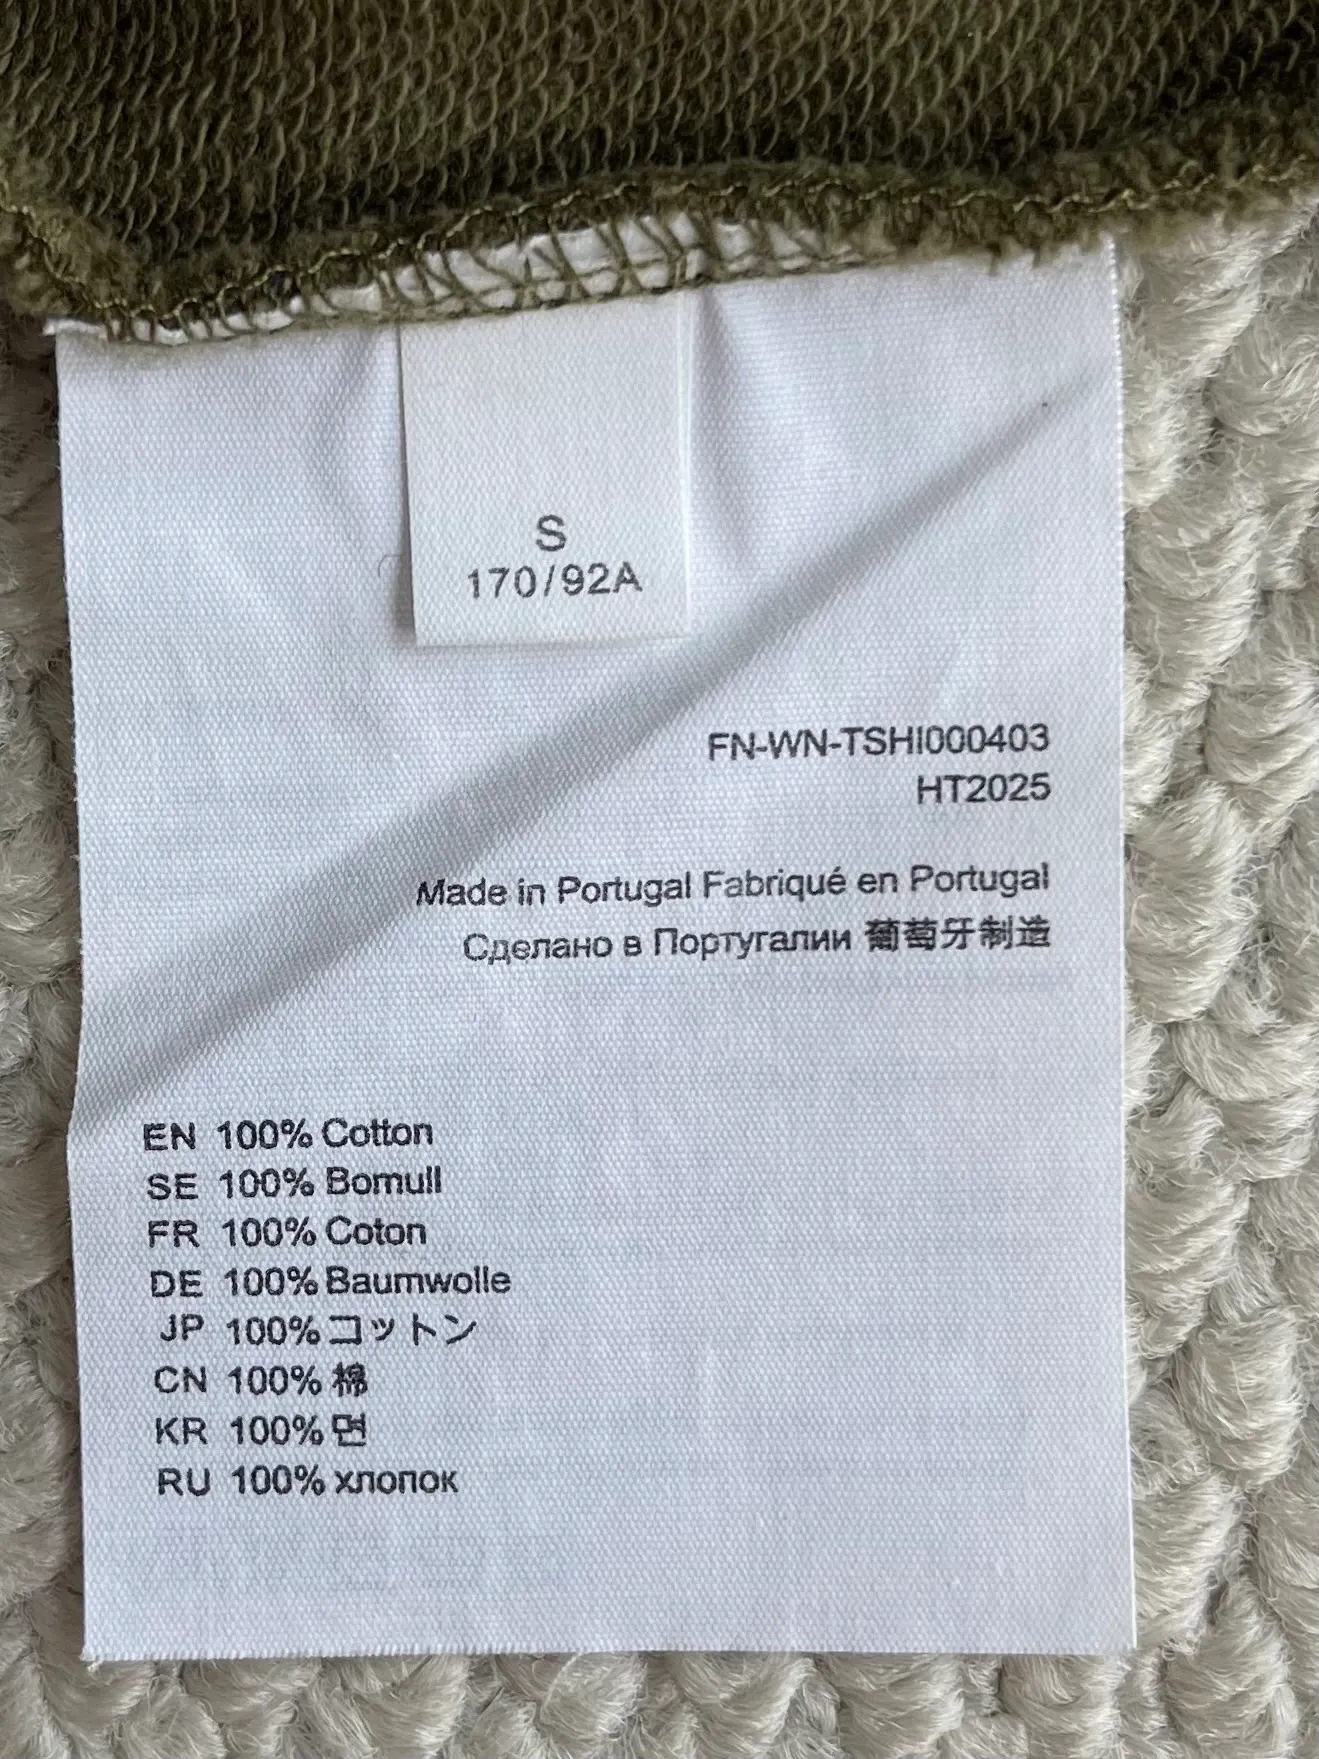 S
170/92A
FN-WN-TSHI000403
HT2025
Made in Portugal Fabriqué en Portugal
Сделано в Португалии 葡萄牙制造
EN 100% Cotton
SE 100% Bomull
FR 100% Coton
DE 100% Baumwolle
JP 100% コットン
CN 100% 棉
KR 100% 면
RU 100% хлопок